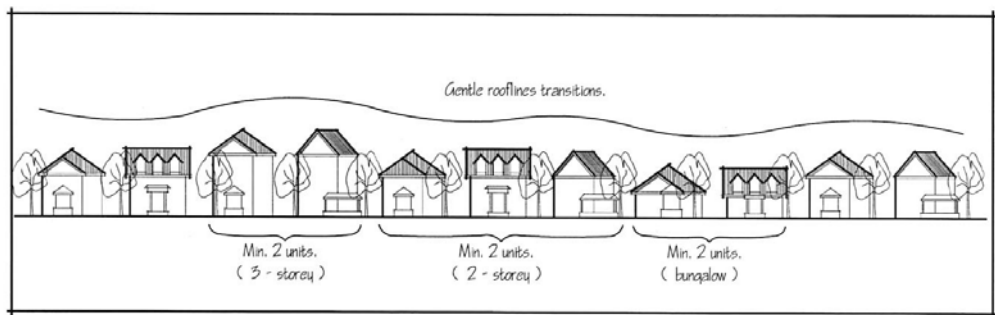 Gentle rooflines transitions.
Min. 2 units.
( 3 - storey )
Min. 2 units.
( 2 - storey )
Min. 2 units.
( bungalow )